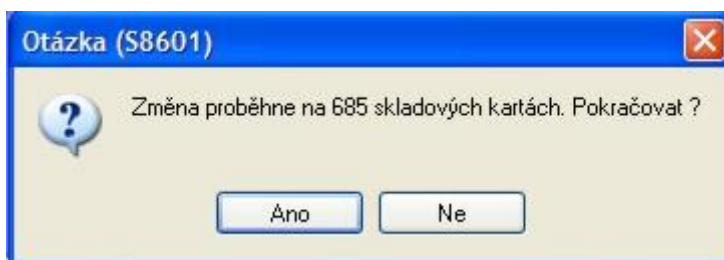 Otázka (S8601)
Změna proběhne na 685 skladových kartách. Pokračovat ?
Ano
Ne